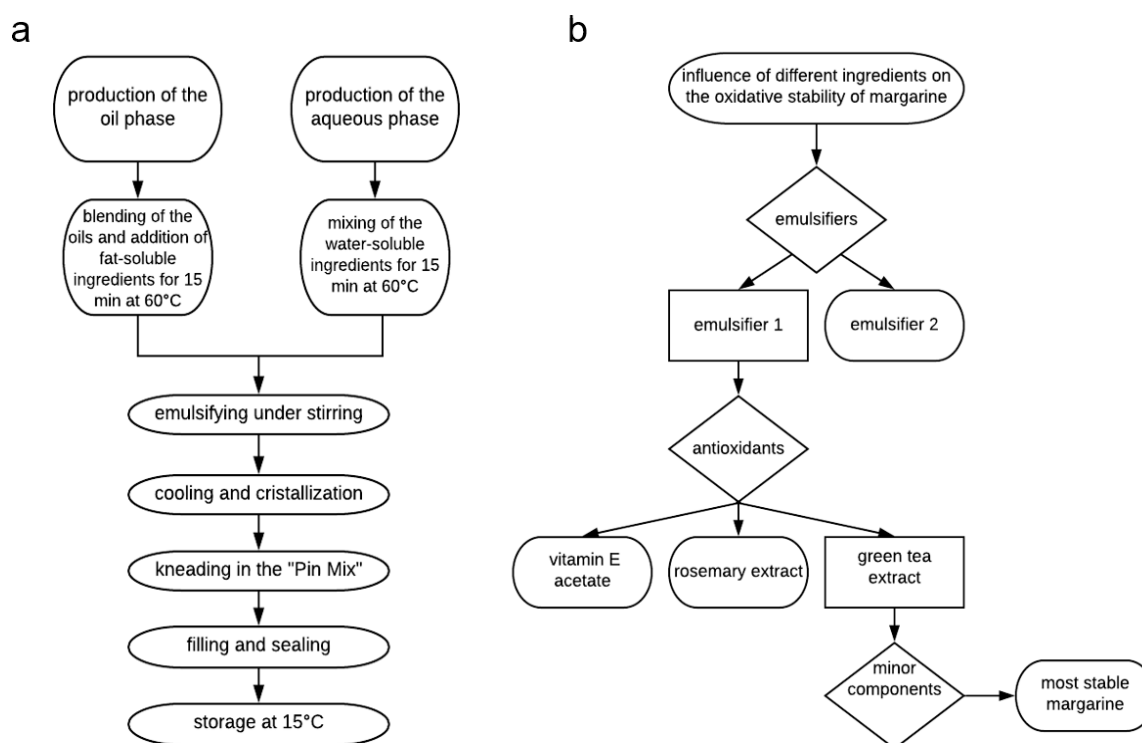 a
production of the
oil phase
production of the
aqueous phase
blending of the
oils and addition of
fat-soluble
ingredients for 15
min at 60°C
mixing of the
water-soluble
ingredients for 15
min at 60°C
emulsifying under stirring
cooling and cristallization
kneading in the "Pin Mix"
filling and sealing
storage at 15°C
b
influence of different ingredients on
the oxidative stability of margarine
emulsifiers
emulsifier 1
emulsifier 2
antioxidants
vitamin E
acetate
rosemary extract
green tea
extract
minor
components
most stable
margarine